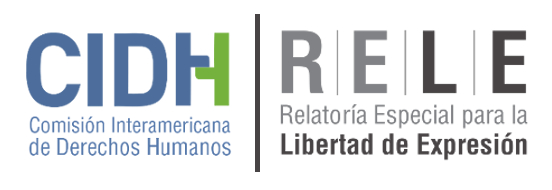 CIDH
Comisión Interamericana
de Derechos Humanos
R|E|L|E
Relatoría Especial para la
Libertad de Expresión